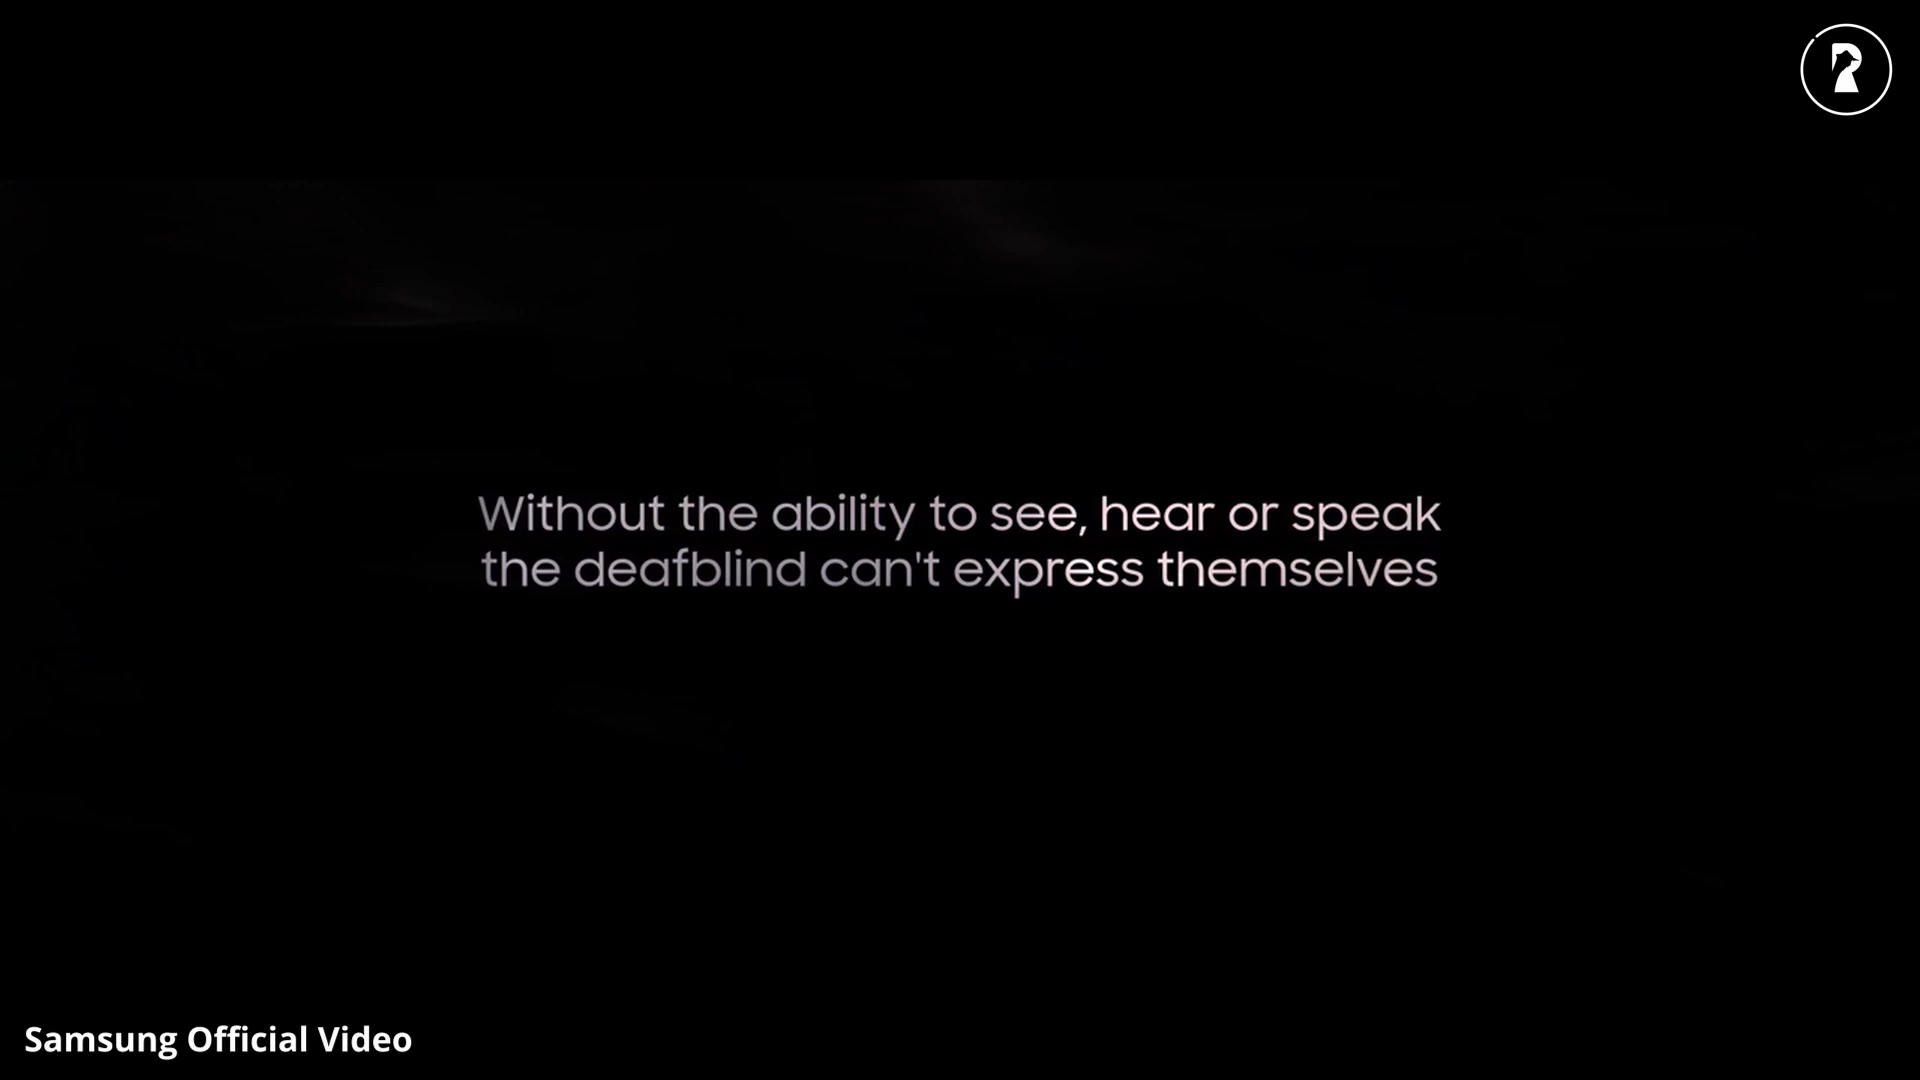 Without the ability to see, hear or speak
the deafblind can't express themselves
Samsung Official Video